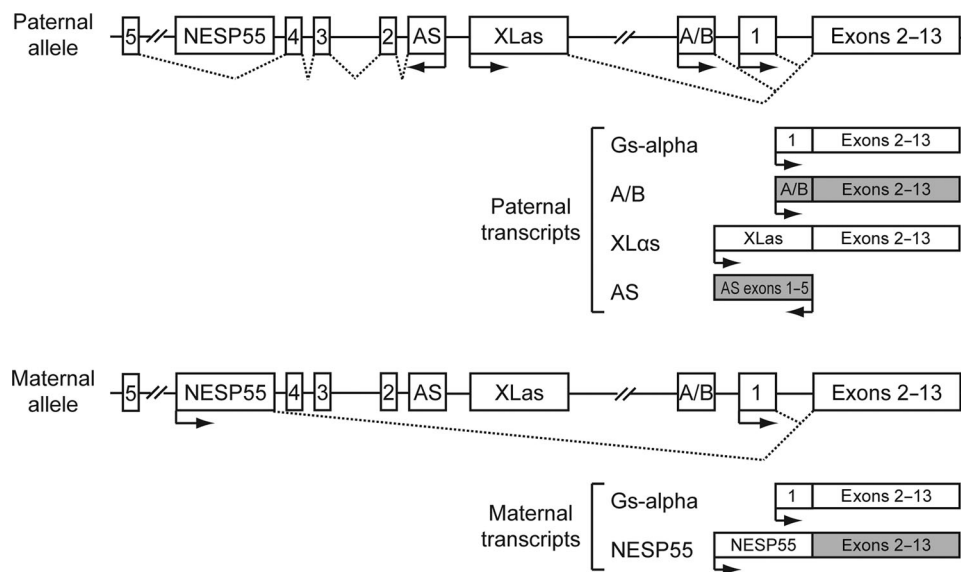 Paternal
allele
5 NESP55 4 3 2 AS XLas A/B 1 Exons 2–13
Paternal
transcripts
Gs-alpha 1 Exons 2–13
A/B A/B Exons 2–13
XLαs XLas Exons 2–13
AS AS exons 1–5
Maternal
allele
5 NESP55 4 3 2 AS XLas A/B 1 Exons 2–13
Maternal
transcripts
Gs-alpha 1 Exons 2–13
NESP55 NESP55 Exons 2–13